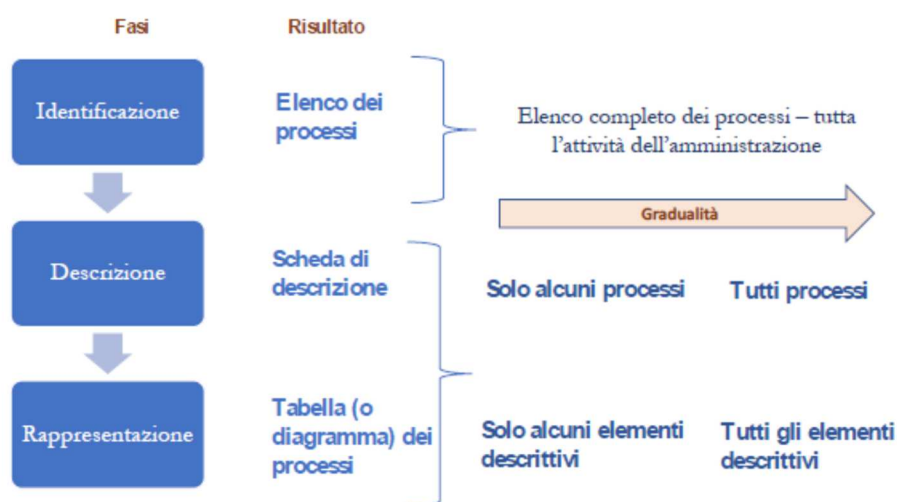 Fasi
Risultato
Identificazione
Elenco dei
processi
Elenco completo dei processi – tutta
l'attività dell'amministrazione
Gradualità
Descrizione
Scheda di
descrizione
Solo alcuni processi
Tutti processi
Rappresentazione
Tabella (o
diagramma) dei
processi
Solo alcuni elementi
descrittivi
Tutti gli elementi
descrittivi